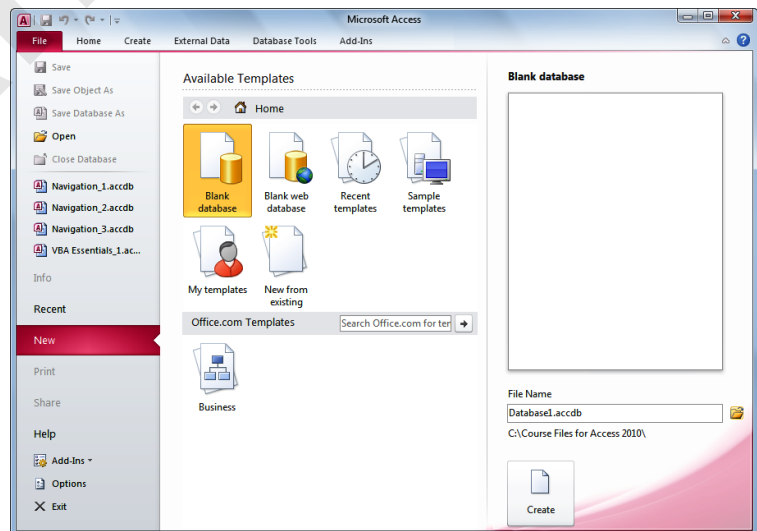 Microsoft Access
File Home Create External Data Database Tools Add-Ins
Save
Save Object As
Save Database As
Open
Close Database
Navigation_1.accdb
Navigation_2.accdb
Navigation_3.accdb
VBA Essentials_1.ac...
Info
Recent
New
Print
Share
Help
Add-Ins
Options
Exit
Available Templates
Home
Blank database
Blank web database
Recent templates
Sample templates
My templates
New from existing
Office.com Templates
Search Office.com for ter
Business
Blank database
File Name
Database1.accdb
C:\Course Files for Access 2010\
Create